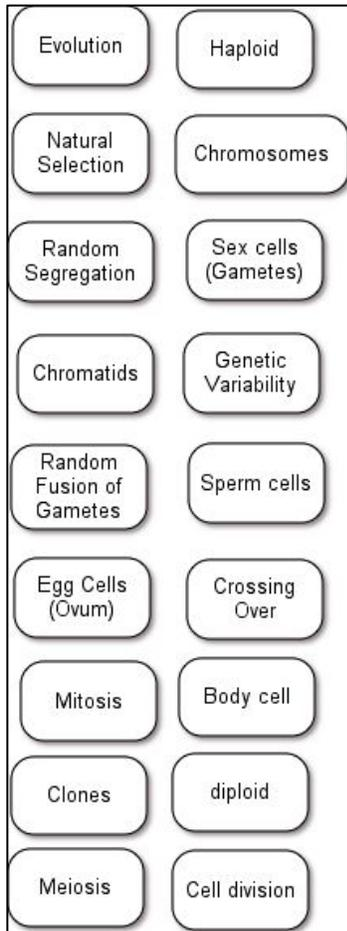 Evolution
Haploid
Natural
Selection
Chromosomes
Random
Segregation
Sex cells
(Gametes)
Chromatids
Genetic
Variability
Random
Fusion of
Gametes
Sperm cells
Egg Cells
(Ovum)
Crossing
Over
Mitosis
Body cell
Clones
diploid
Meiosis
Cell division